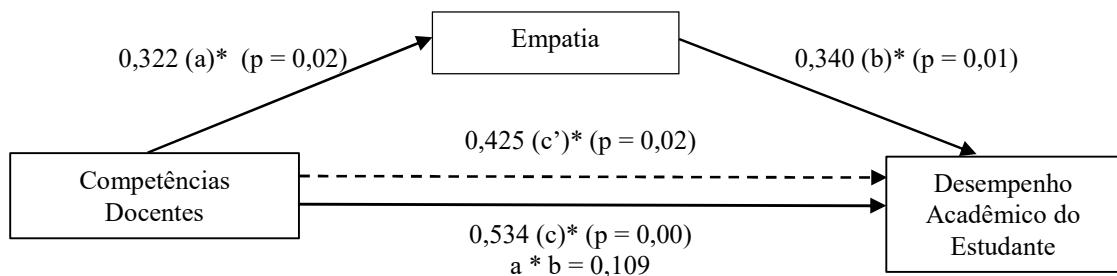 Empatia
0,322 (a)* (p = 0,02)
0,340 (b)* (p = 0,01)
0,425 (c’)* (p = 0,02)
Competências
Docentes
Desempenho
Acadêmico do
Estudante
0,534 (c)* (p = 0,00)
a * b = 0,109